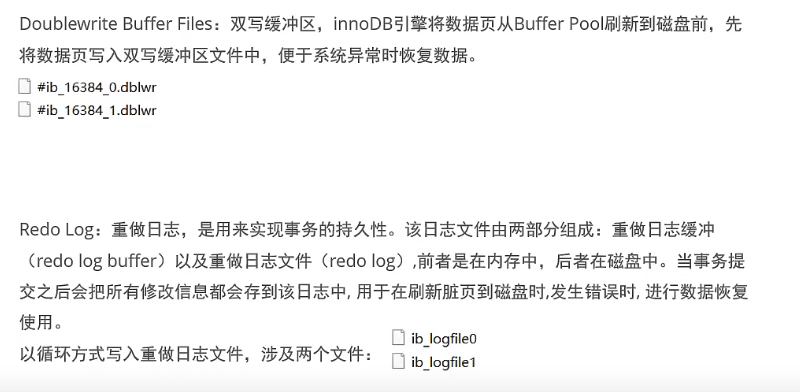 Doublewrite Buffer Files：双写缓冲区，innoDB引擎将数据页从Buffer Pool刷新到磁盘前，先
将数据页写入双写缓冲区文件中，便于系统异常时恢复数据。
#ib_16384_0.dblwr
#ib_16384_1.dblwr
Redo Log：重做日志，是用来实现事务的持久性。该日志文件由两部分组成：重做日志缓冲
（redo log buffer）以及重做日志文件（redo log）,前者是在内存中，后者在磁盘中。当事务提
交之后会把所有修改信息都会存到该日志中, 用于在刷新脏页到磁盘时,发生错误时, 进行数据恢复
使用。
以循环方式写入重做日志文件，涉及两个文件：
ib_logfile0
ib_logfile1